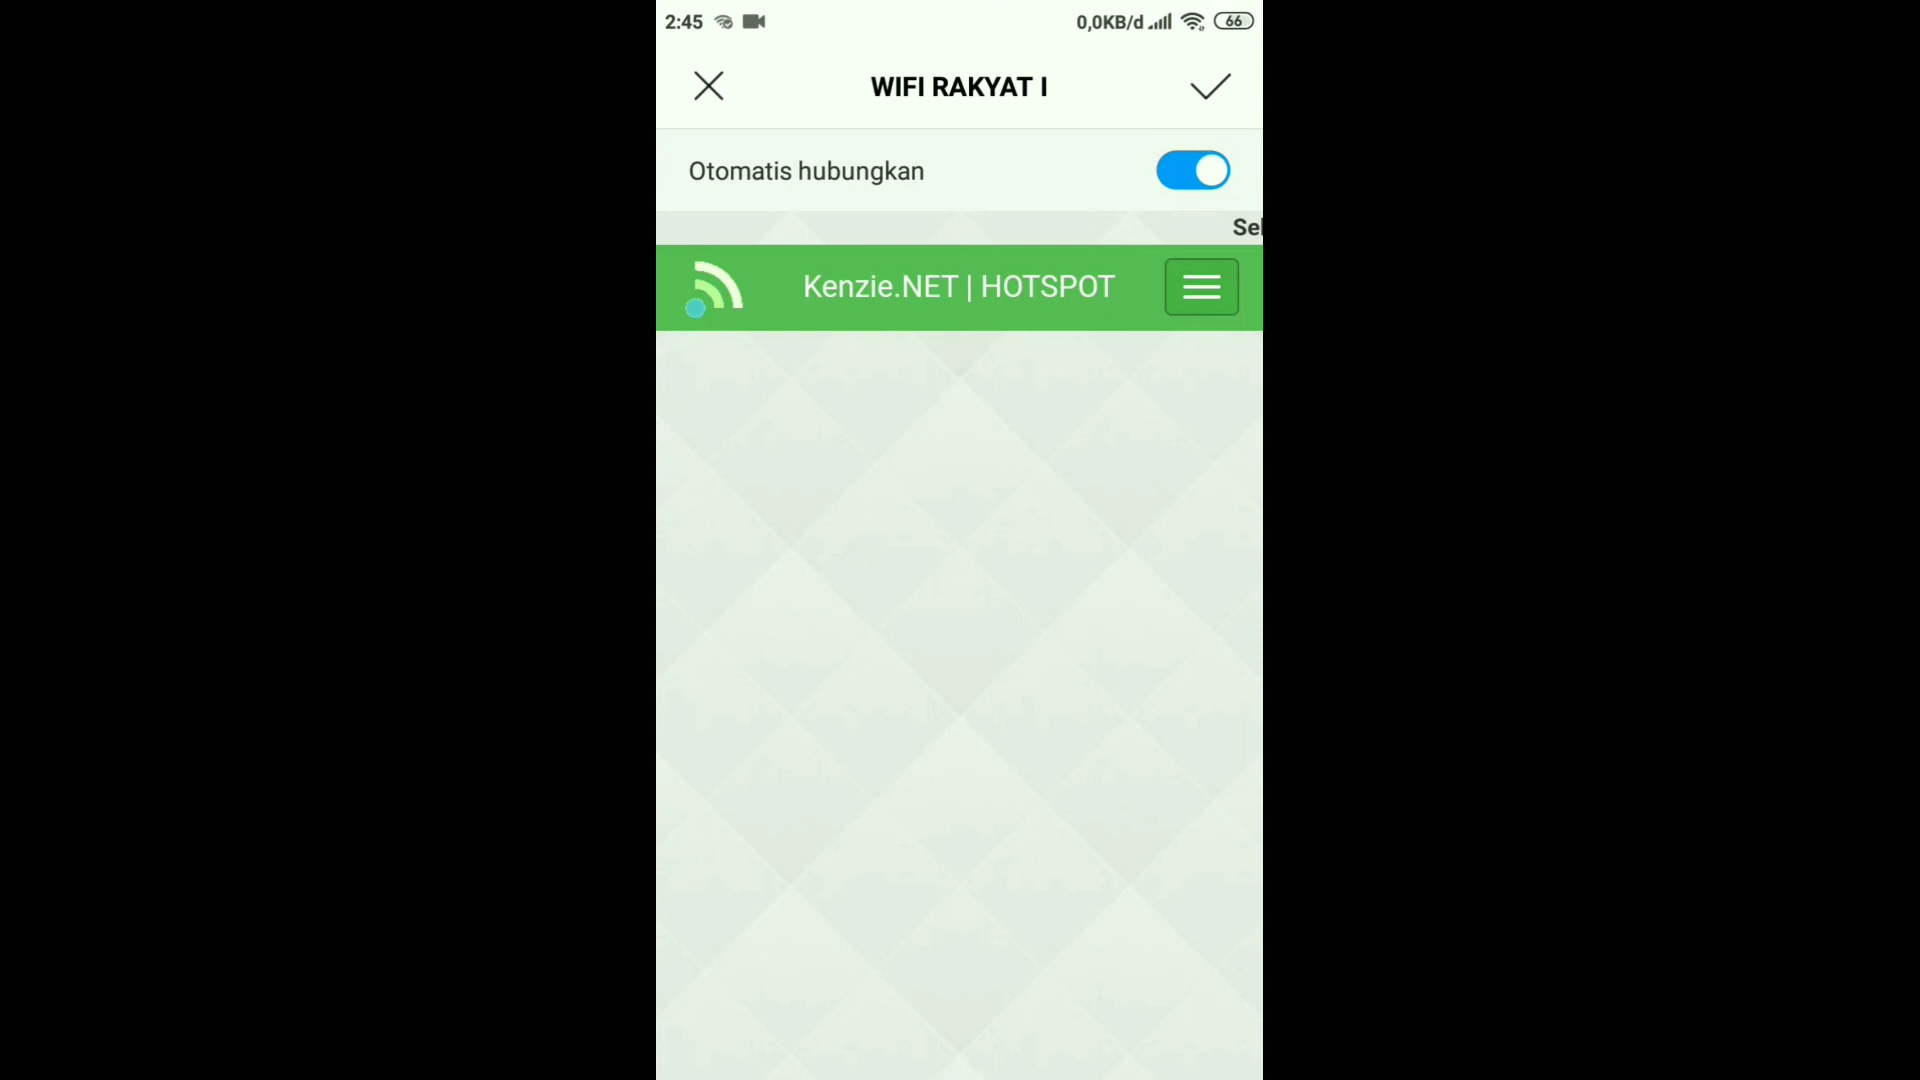 2:45 0,0KB/d 66
WIFI RAKYAT I
Otomatis hubungkan
Sel
Kenzie.NET | HOTSPOT